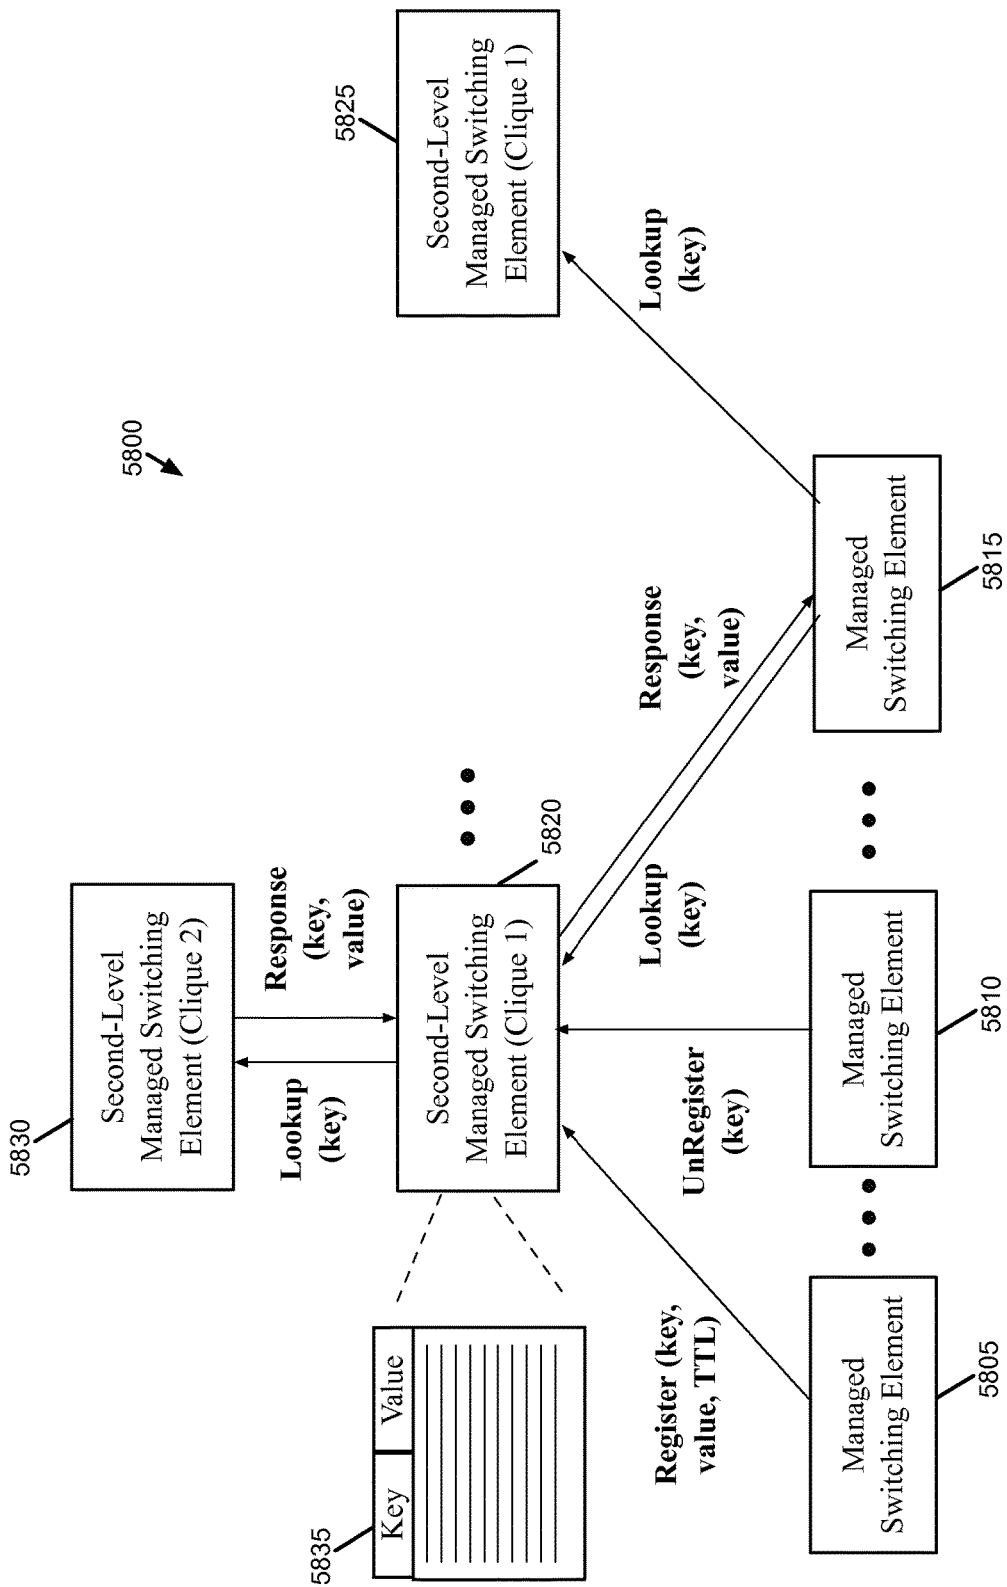 5800
5830
Second-Level
Managed Switching
Element (Clique 2)
Lookup
(key)
Response
(key,
value)
5835
Key
Value
Second-Level
Managed Switching
Element (Clique 1)
5820
5825
Second-Level
Managed Switching
Element (Clique 1)
Register (key,
value, TTL)
UnRegister
(key)
Lookup
(key)
Response
(key,
value)
Lookup
(key)
Managed
Switching Element
5805
Managed
Switching Element
5810
Managed
Switching Element
5815